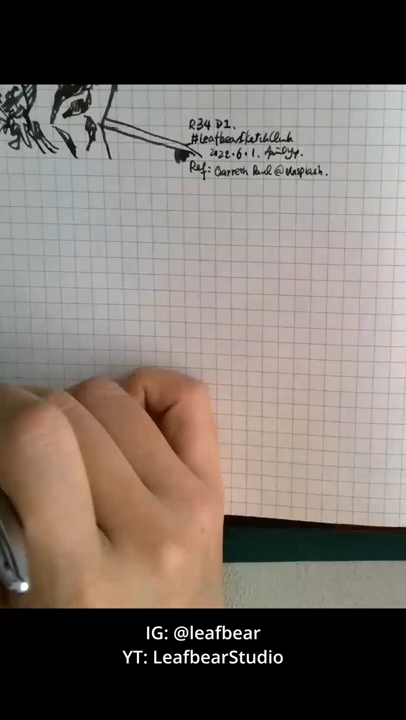 R34 D1.
#LeafbearSketchClub
2022.6.1.
Ref: Garreth Paul @Unsplash.
IG: @leafbear
YT: LeafbearStudio